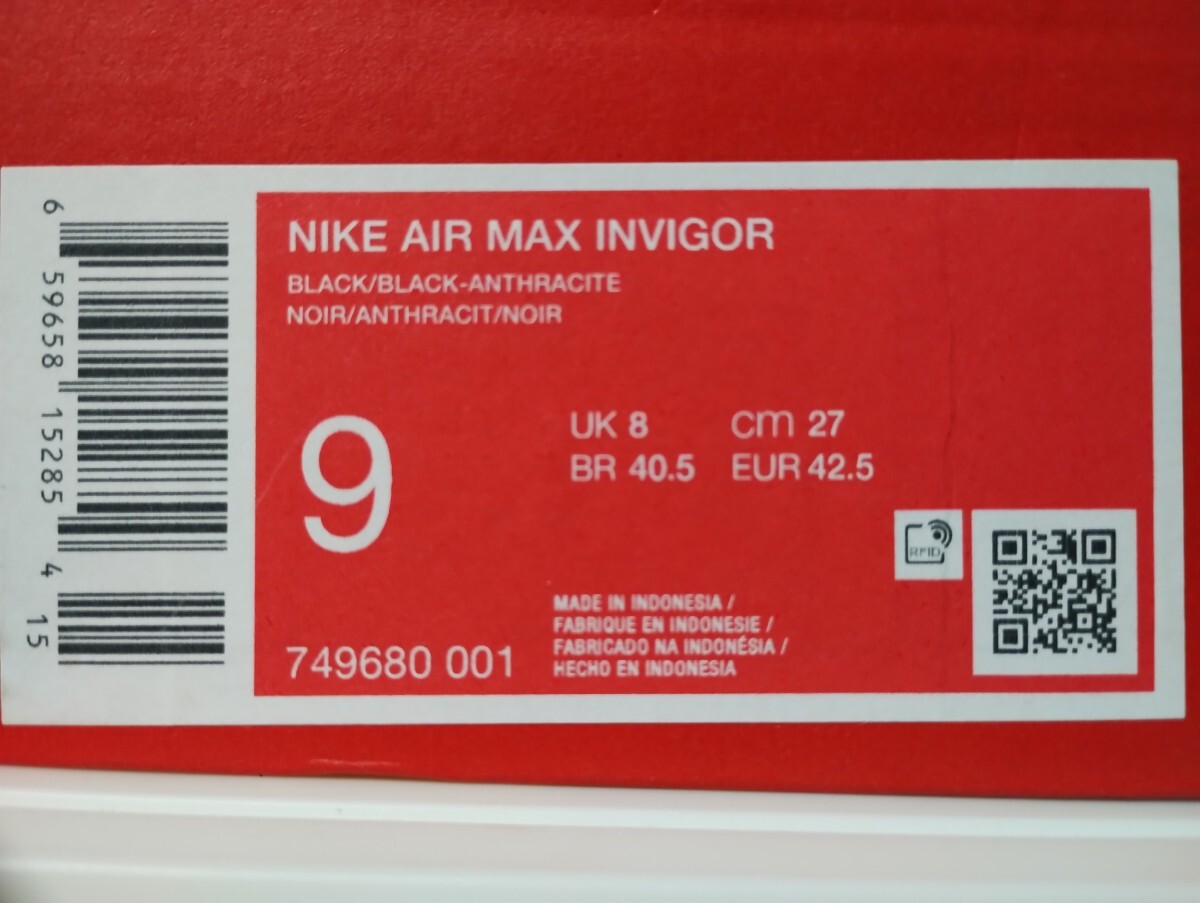 NIKE AIR MAX INVIGOR
BLACK/BLACK-ANTHRACITE
NOIR/ANTHRACIT/NOIR
9
UK 8 cm 27
BR 40.5 EUR 42.5
RFID
MADE IN INDONESIA /
FABRIQUE EN INDONESIE /
FABRICADO NA INDONÉSIA /
HECHO EN INDONESIA
749680 001
6 59658 15285 4 15